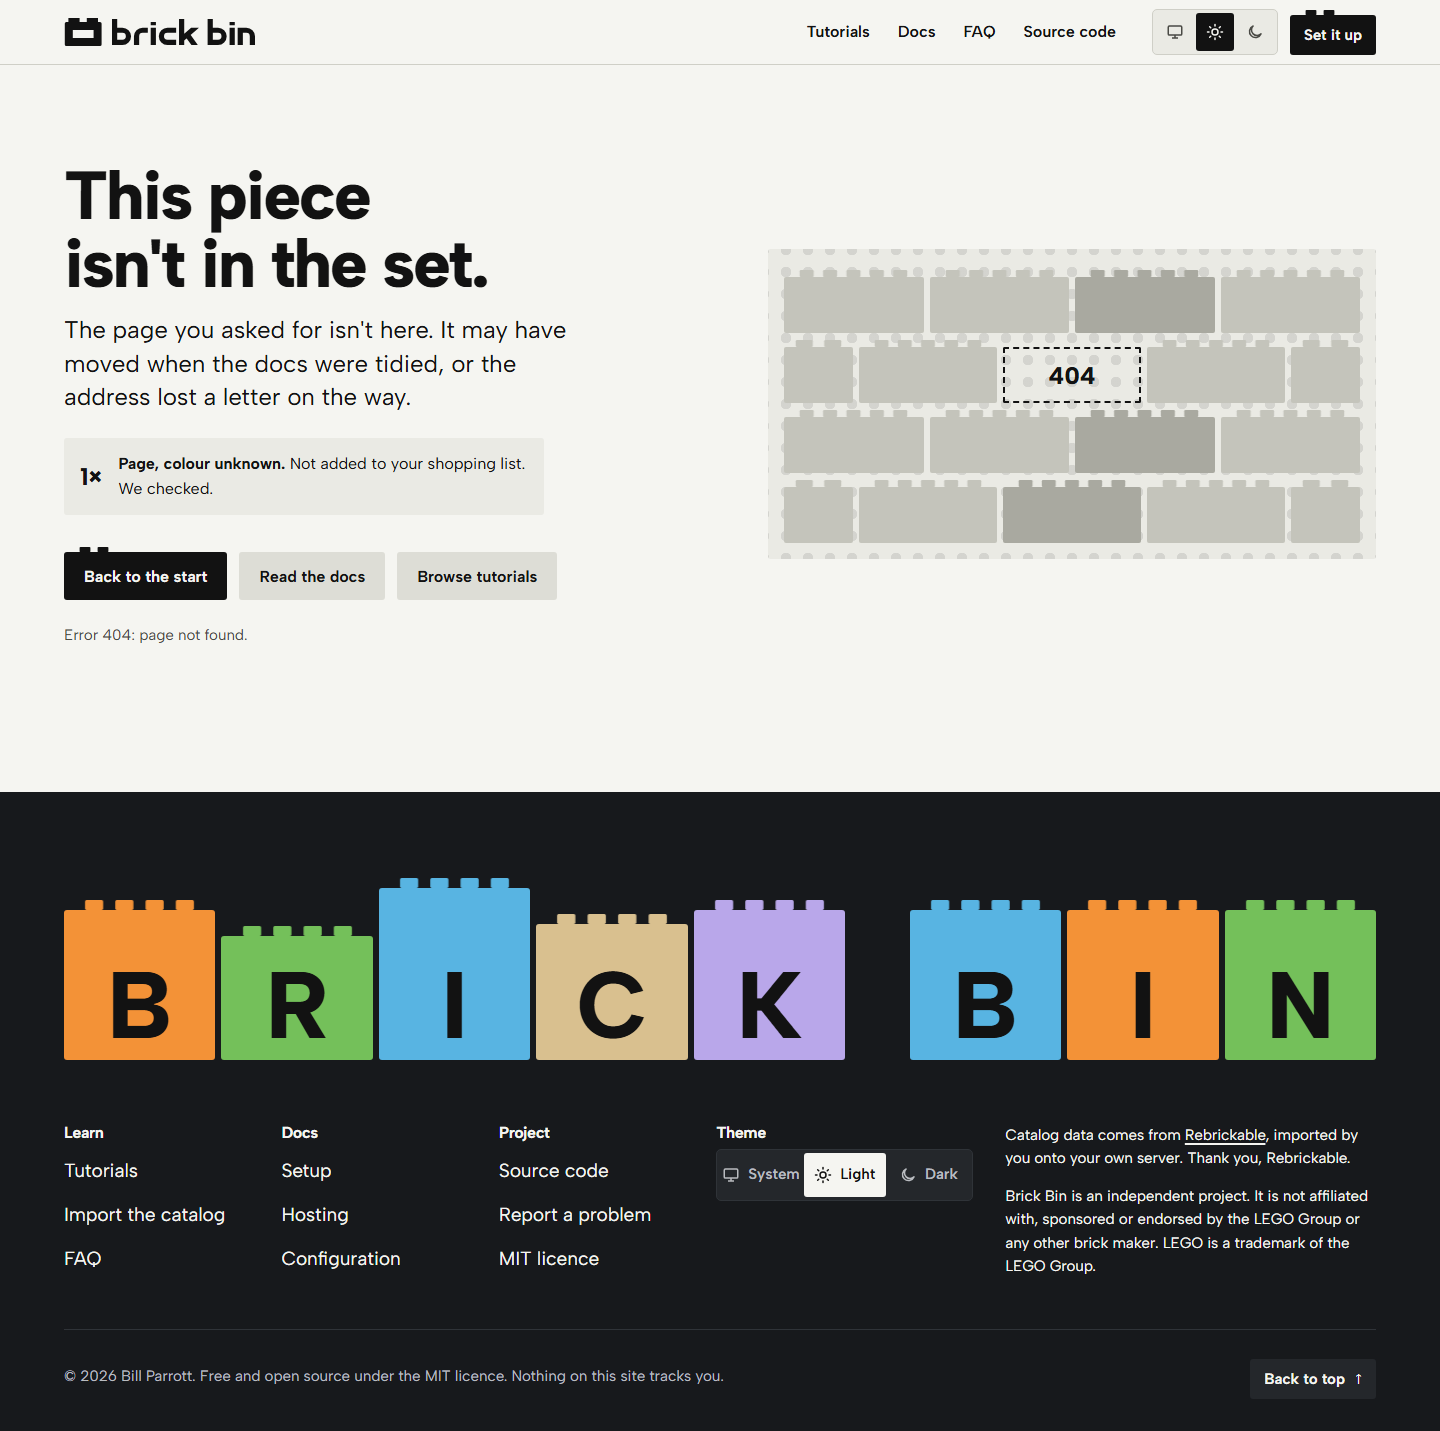 brick bin
Tutorials
Docs
FAQ
Source code
Set it up
This piece
isn't in the set.
The page you asked for isn't here. It may have
moved when the docs were tidied, or the
address lost a letter on the way.
1× Page, colour unknown. Not added to your shopping list.
We checked.
Back to the start
Read the docs
Browse tutorials
Error 404: page not found.
404
B R I C K B I N
Learn
Tutorials
Import the catalog
FAQ
Docs
Setup
Hosting
Configuration
Project
Source code
Report a problem
MIT licence
Theme
System
Light
Dark
Catalog data comes from Rebrickable, imported by
you onto your own server. Thank you, Rebrickable.
Brick Bin is an independent project. It is not affiliated
with, sponsored or endorsed by the LEGO Group or
any other brick maker. LEGO is a trademark of the
LEGO Group.
© 2026 Bill Parrott. Free and open source under the MIT licence. Nothing on this site tracks you.
Back to top ↑